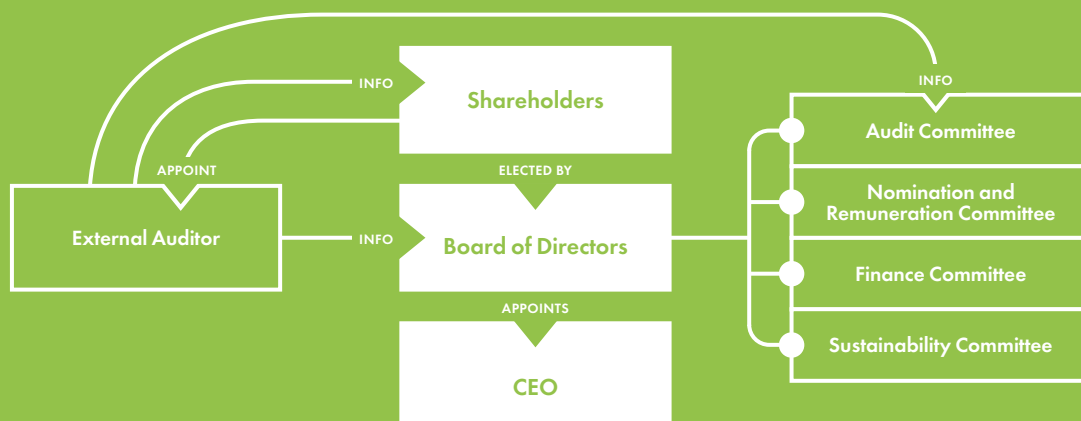 INFO
INFO
Shareholders
Audit Committee
APPOINT
ELECTED BY
Nomination and
Remuneration Committee
External Auditor
INFO
Board of Directors
Finance Committee
APPOINTS
Sustainability Committee
CEO